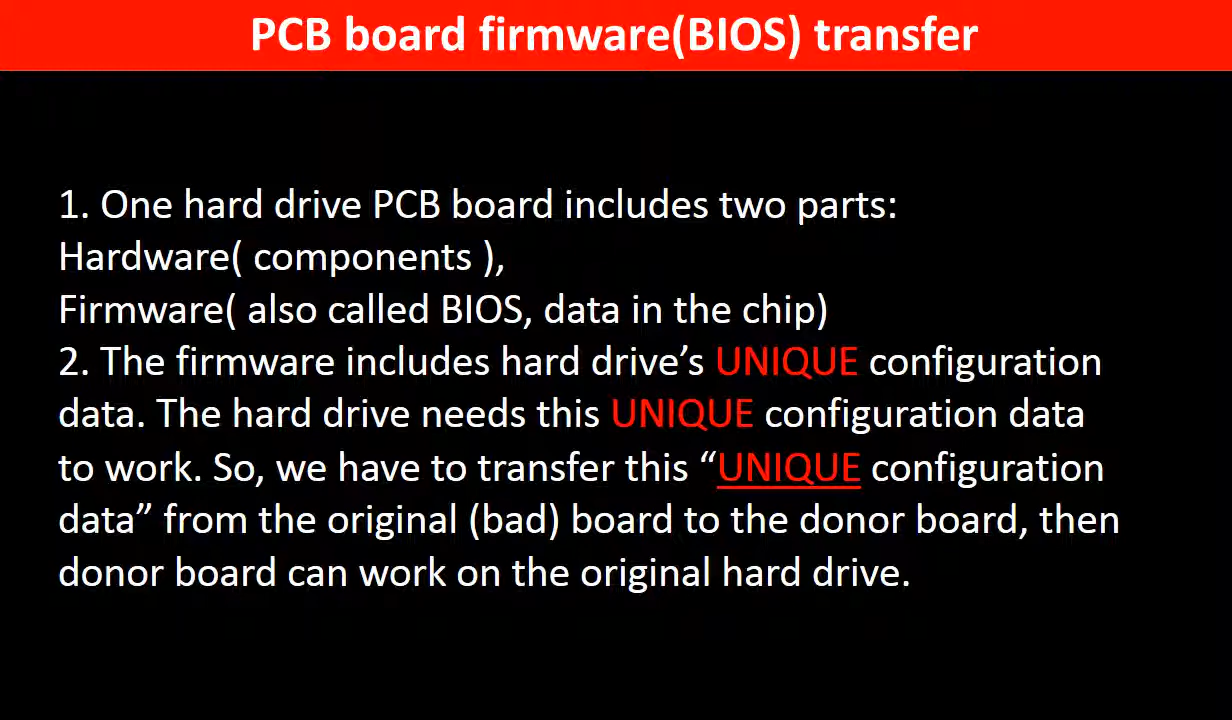 PCB board firmware(BIOS) transfer
1. One hard drive PCB board includes two parts:
Hardware( components ),
Firmware( also called BIOS, data in the chip)
2. The firmware includes hard drive’s UNIQUE configuration
data. The hard drive needs this UNIQUE configuration data
to work. So, we have to transfer this “UNIQUE configuration
data” from the original (bad) board to the donor board, then
donor board can work on the original hard drive.